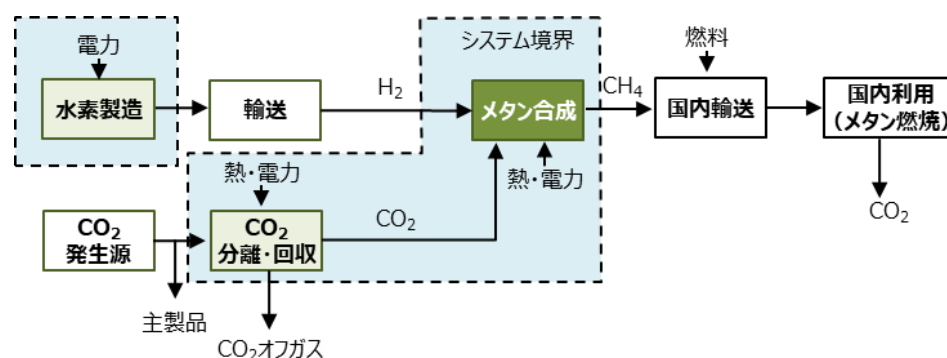 電力
水素製造
輸送
H2
システム境界
メタン合成
熱・電力
CH4
燃料
国内輸送
国内利用
(メタン燃焼)
CO2
CO2
発生源
主製品
熱・電力
CO2
分離・回収
CO2
CO2オフガス